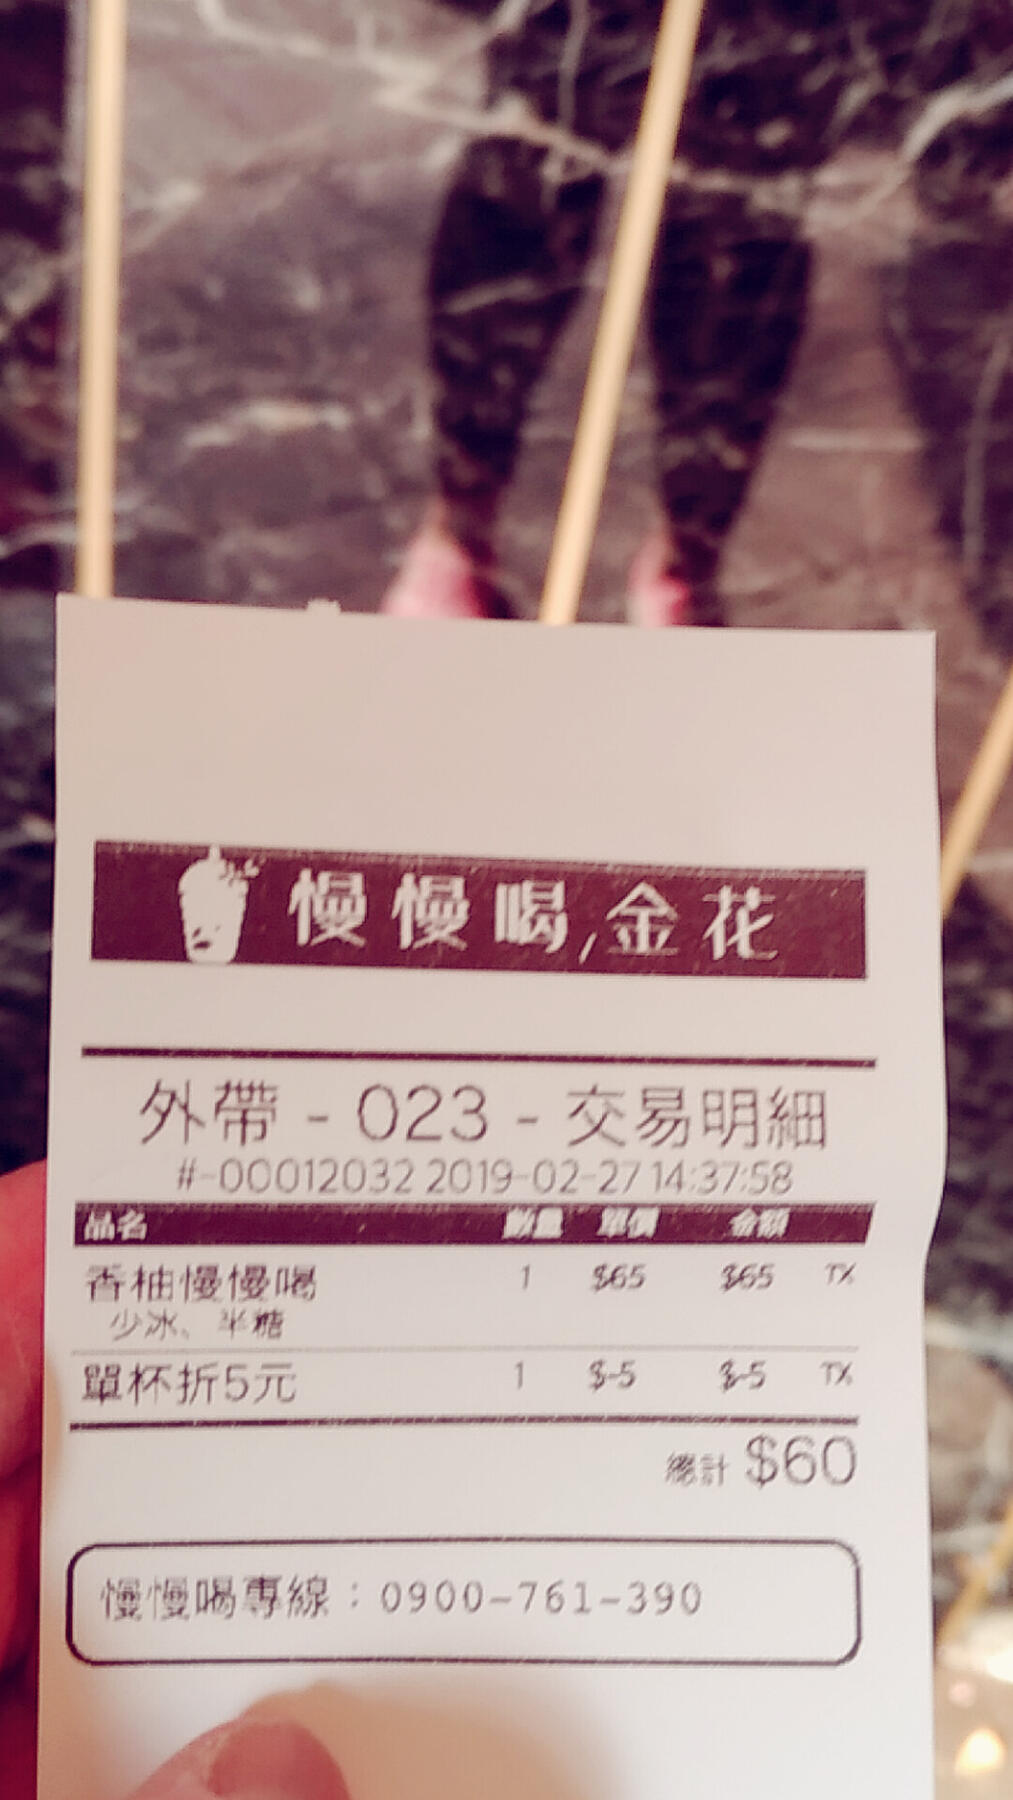 慢慢喝,金花
外帶 - 023 - 交易明細
#-00012032 2019-02-27 14:37:58
品名 數量 單價 金額
香柚慢慢喝 1 $65 $65 TX
少冰、半糖
單杯折5元 1 $-5 $-5 TX
總計 $60
慢慢喝專線：0900-761-390